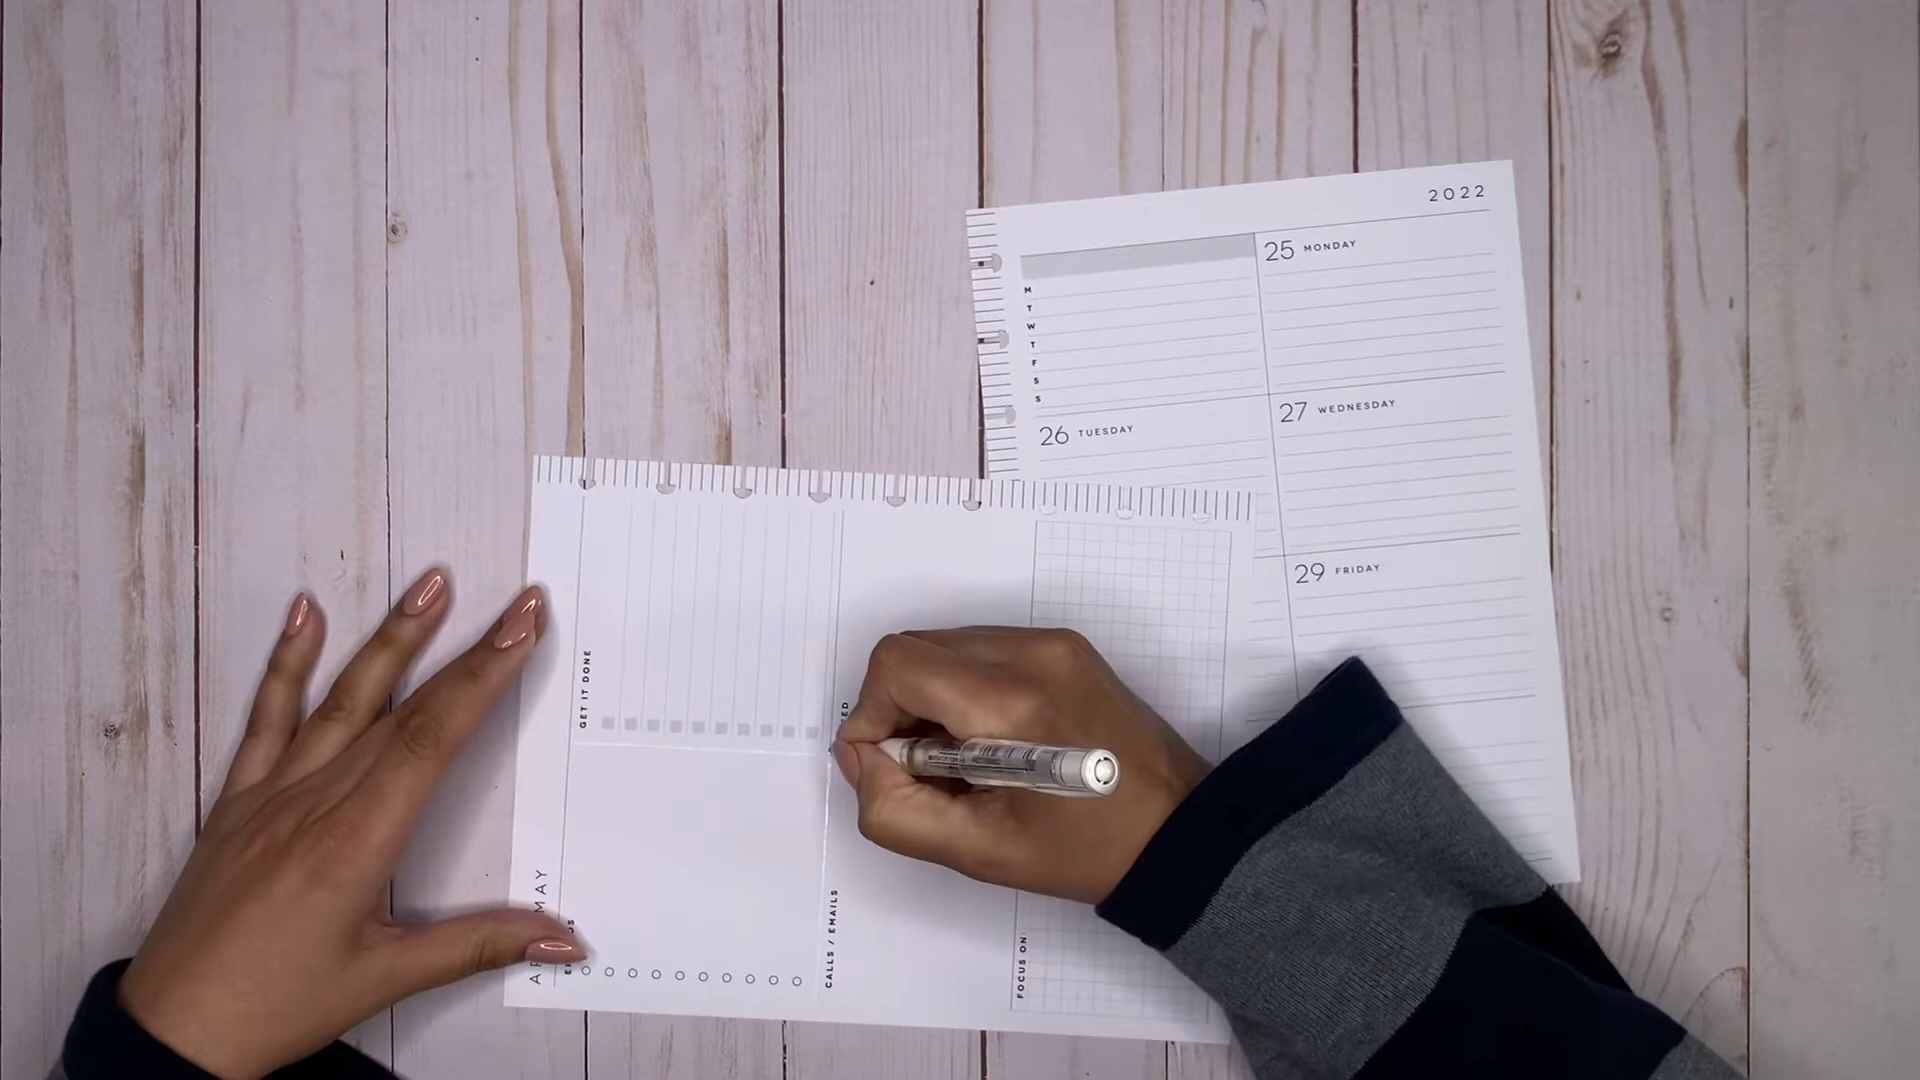 2022
25 MONDAY
M
T
W
T
F
S
S
26 TUESDAY
27 WEDNESDAY
29 FRIDAY
GET IT DONE
MAY
CALLS / EMAILS
FOCUS ON: